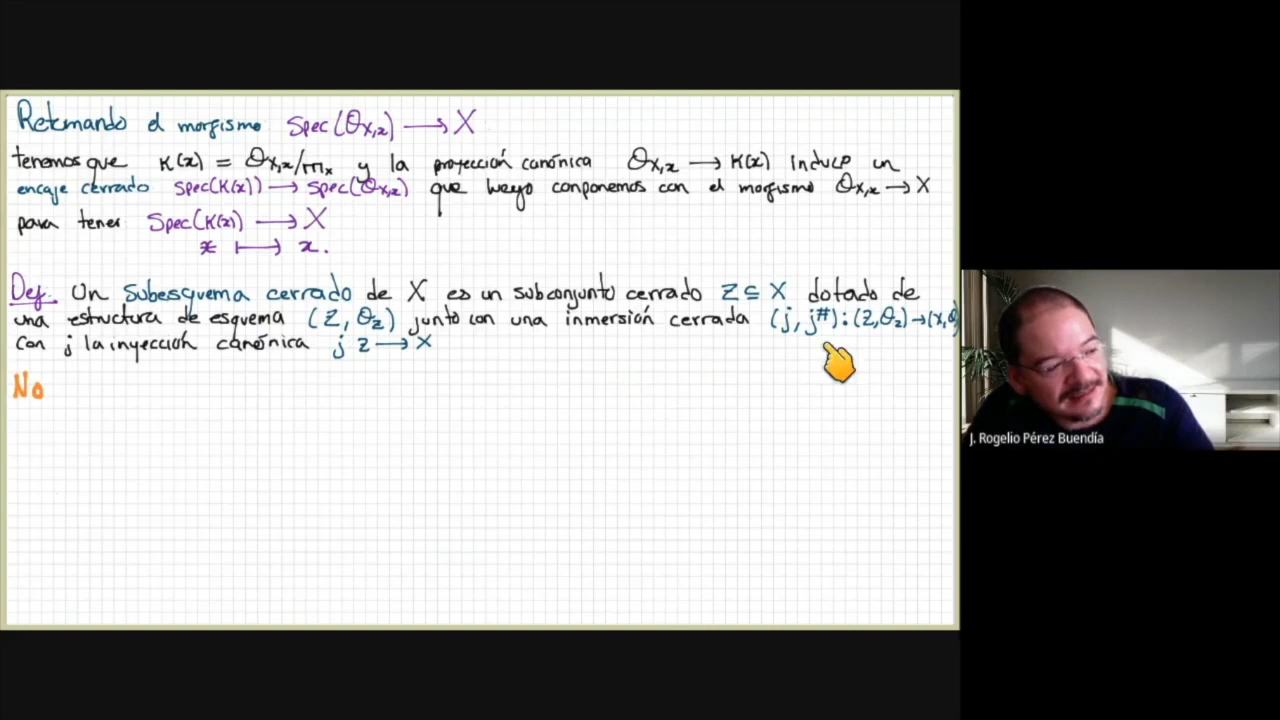 Retomando el morfismo Spec(𝒪x,x) ⟶ X
tenemos que K(x) = 𝒪x,x/mx y la proyección canónica 𝒪x,x ⟶ K(x) induce un
encaje cerrado Spec(K(x)) ⟶ Spec(𝒪x,x) que luego componemos con el morfismo 𝒪x,x → X
para tener Spec(K(x)) ⟶ X
* ⟼ x.
Def. Un subesquema cerrado de X es un subconjunto cerrado Z ⊆ X dotado de
una estructura de esquema (Z, 𝒪z) junto con una inmersión cerrada (j, j#): (Z, 𝒪z) → (X, 𝒪
con j la inyección canónica j Z ⟶ X
No
J. Rogelio Pérez Buendía